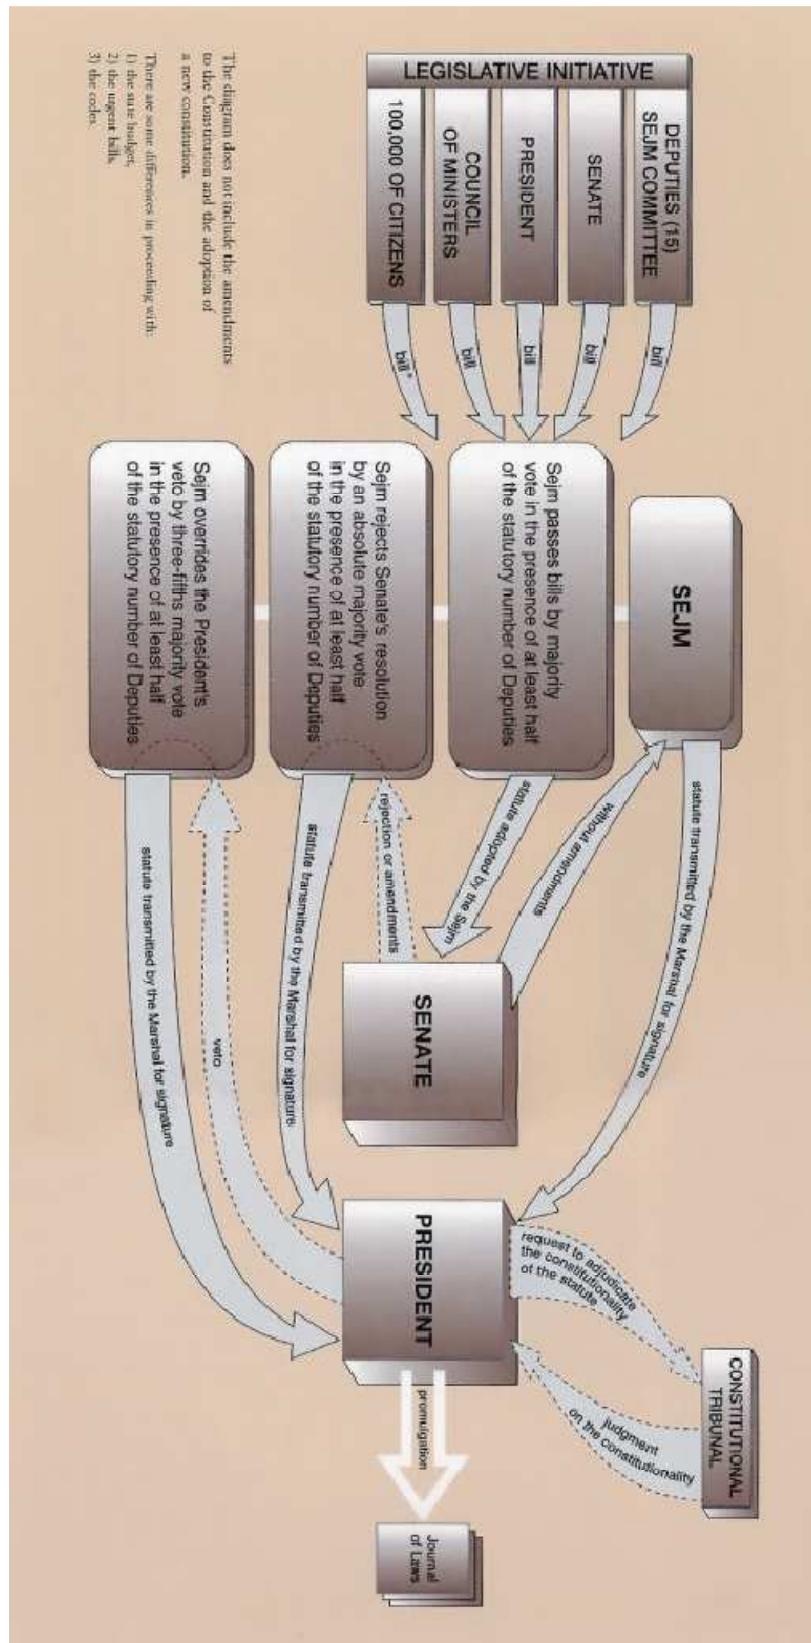 LEGISLATIVE INITIATIVE
DEPUTIES (15)
SEJM COMMITTEE
SENATE
PRESIDENT
COUNCIL
OF MINISTERS
100,000 OF CITIZENS
bill
bill
bill
bill
bill*
SEJM
Sejm passes bills by majority
vote in the presence of at least half
of the statutory number of Deputies
Sejm rejects Senate's resolution
by an absolute majority vote
in the presence of at least half
of the statutory number of Deputies
Sejm overrides the President's
veto by three-fifths majority vote
in the presence of at least half
of the statutory number of Deputies
statute transmitted by the Marshal for signature
without amendments
statute adopted by the Sejm
rejection or amendments
statute transmitted by the Marshal for signature
veto
statute transmitted by the Marshal for signature
SENATE
PRESIDENT
request to adjudicate
the constitutionality
of the statute
judgment
on the Constitutionality
CONSTITUTIONAL
TRIBUNAL
promulgation
Journal
of Laws
The diagram does not include the amendments
to the Constitution and the adoption of
a new constitution.
There are some differences in proceeding with:
1) the state budget,
2) the urgent bills,
3) the codes.